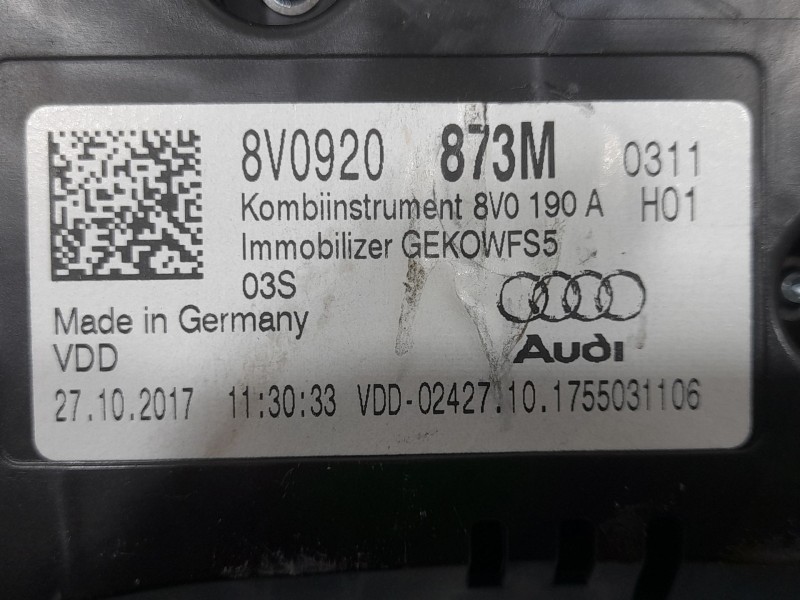 8V0920 873M 0311
Kombiinstrument 8V0 190 A H01
Immobilizer GEKOWFS5
03S
Made in Germany
Audi
VDD
27.10.2017 11:30:33 VDD-02427.10.1755031106